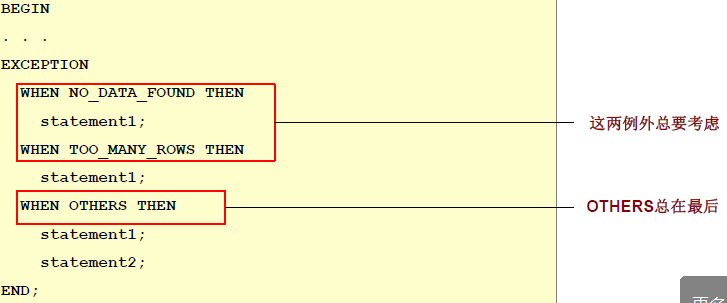 BEGIN
. . .
EXCEPTION
WHEN NO_DATA_FOUND THEN
statement1;
这两例外总要考虑
WHEN TOO_MANY_ROWS THEN
statement1;
WHEN OTHERS THEN
OTHERS总在最后
statement1;
statement2;
END;